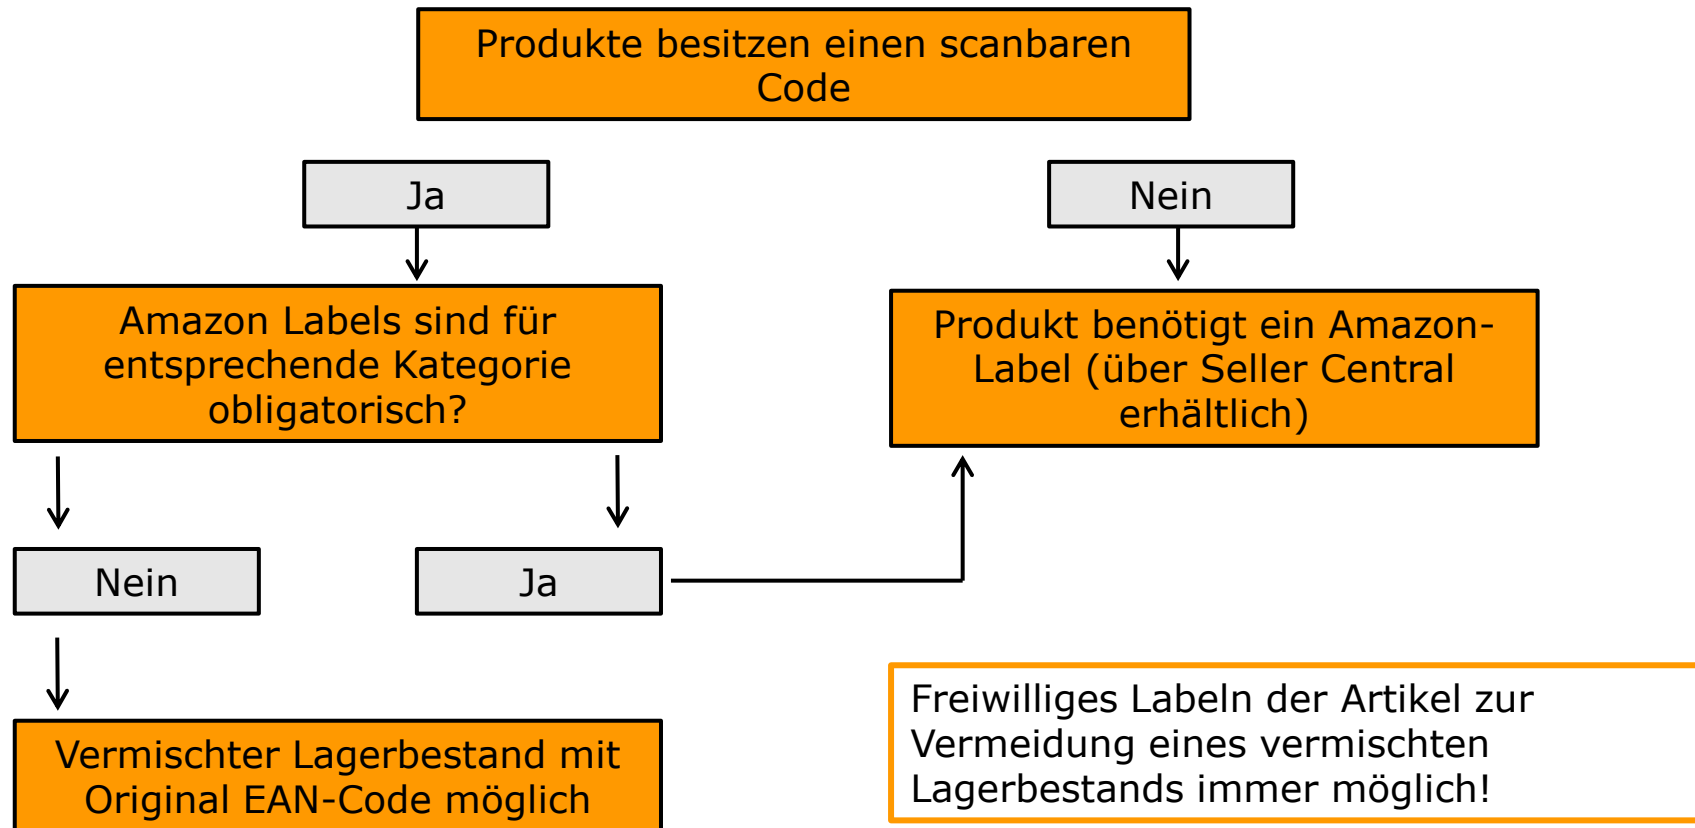 Produkte besitzen einen scanbaren
Code
Ja
Nein
Amazon Labels sind für
entsprechende Kategorie
obligatorisch?
Produkt benötigt ein Amazon-
Label (über Seller Central
erhältlich)
Nein
Ja
Vermischter Lagerbestand mit
Original EAN-Code möglich
Freiwilliges Labeln der Artikel zur
Vermeidung eines vermischten
Lagerbestands immer möglich!